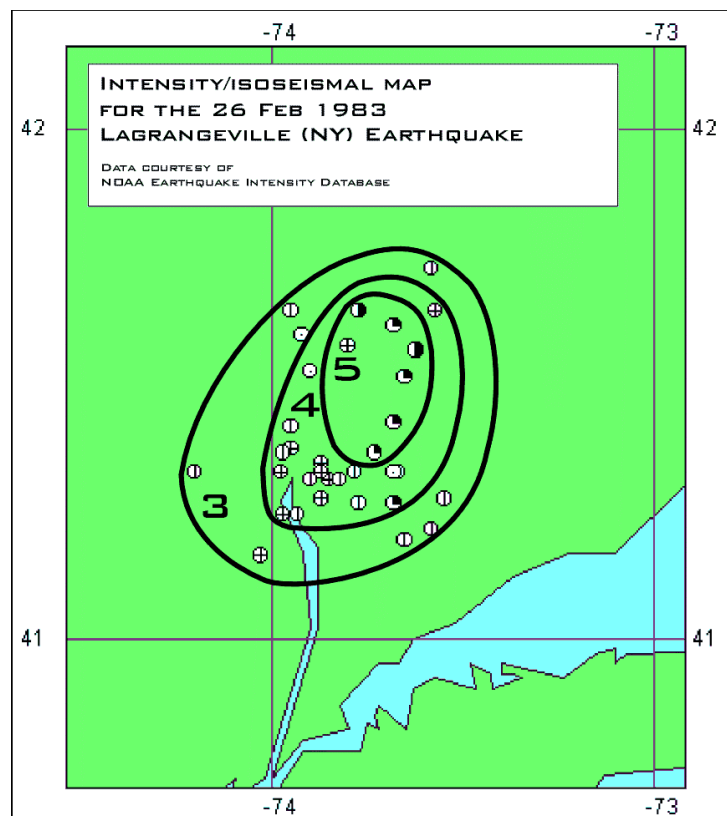 -74 -73
INTENSITY/ISOSEISMAL MAP
FOR THE 26 FEB 1983
LAGRANGEVILLE (NY) EARTHQUAKE
42 42
DATA COURTESY OF
NOAA EARTHQUAKE INTENSITY DATABASE
5
4
3
41 41
-74 -73